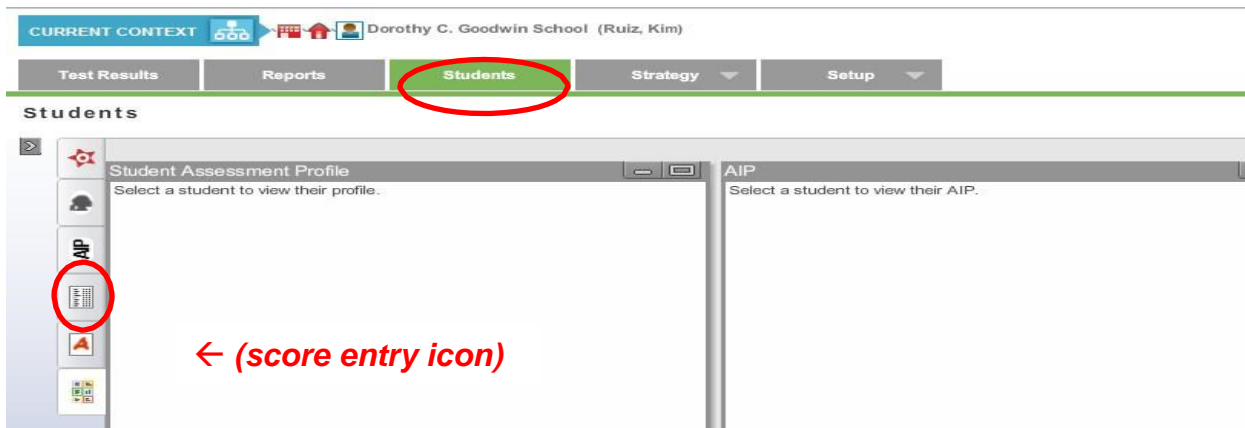 CURRENT CONTEXT Dorothy C. Goodwin School (Ruiz, Kim)
Test Results Reports Students Strategy Setup
Students
Student Assessment Profile AIP
Select a student to view their profile. Select a student to view their AIP.
AIP
← (score entry icon)